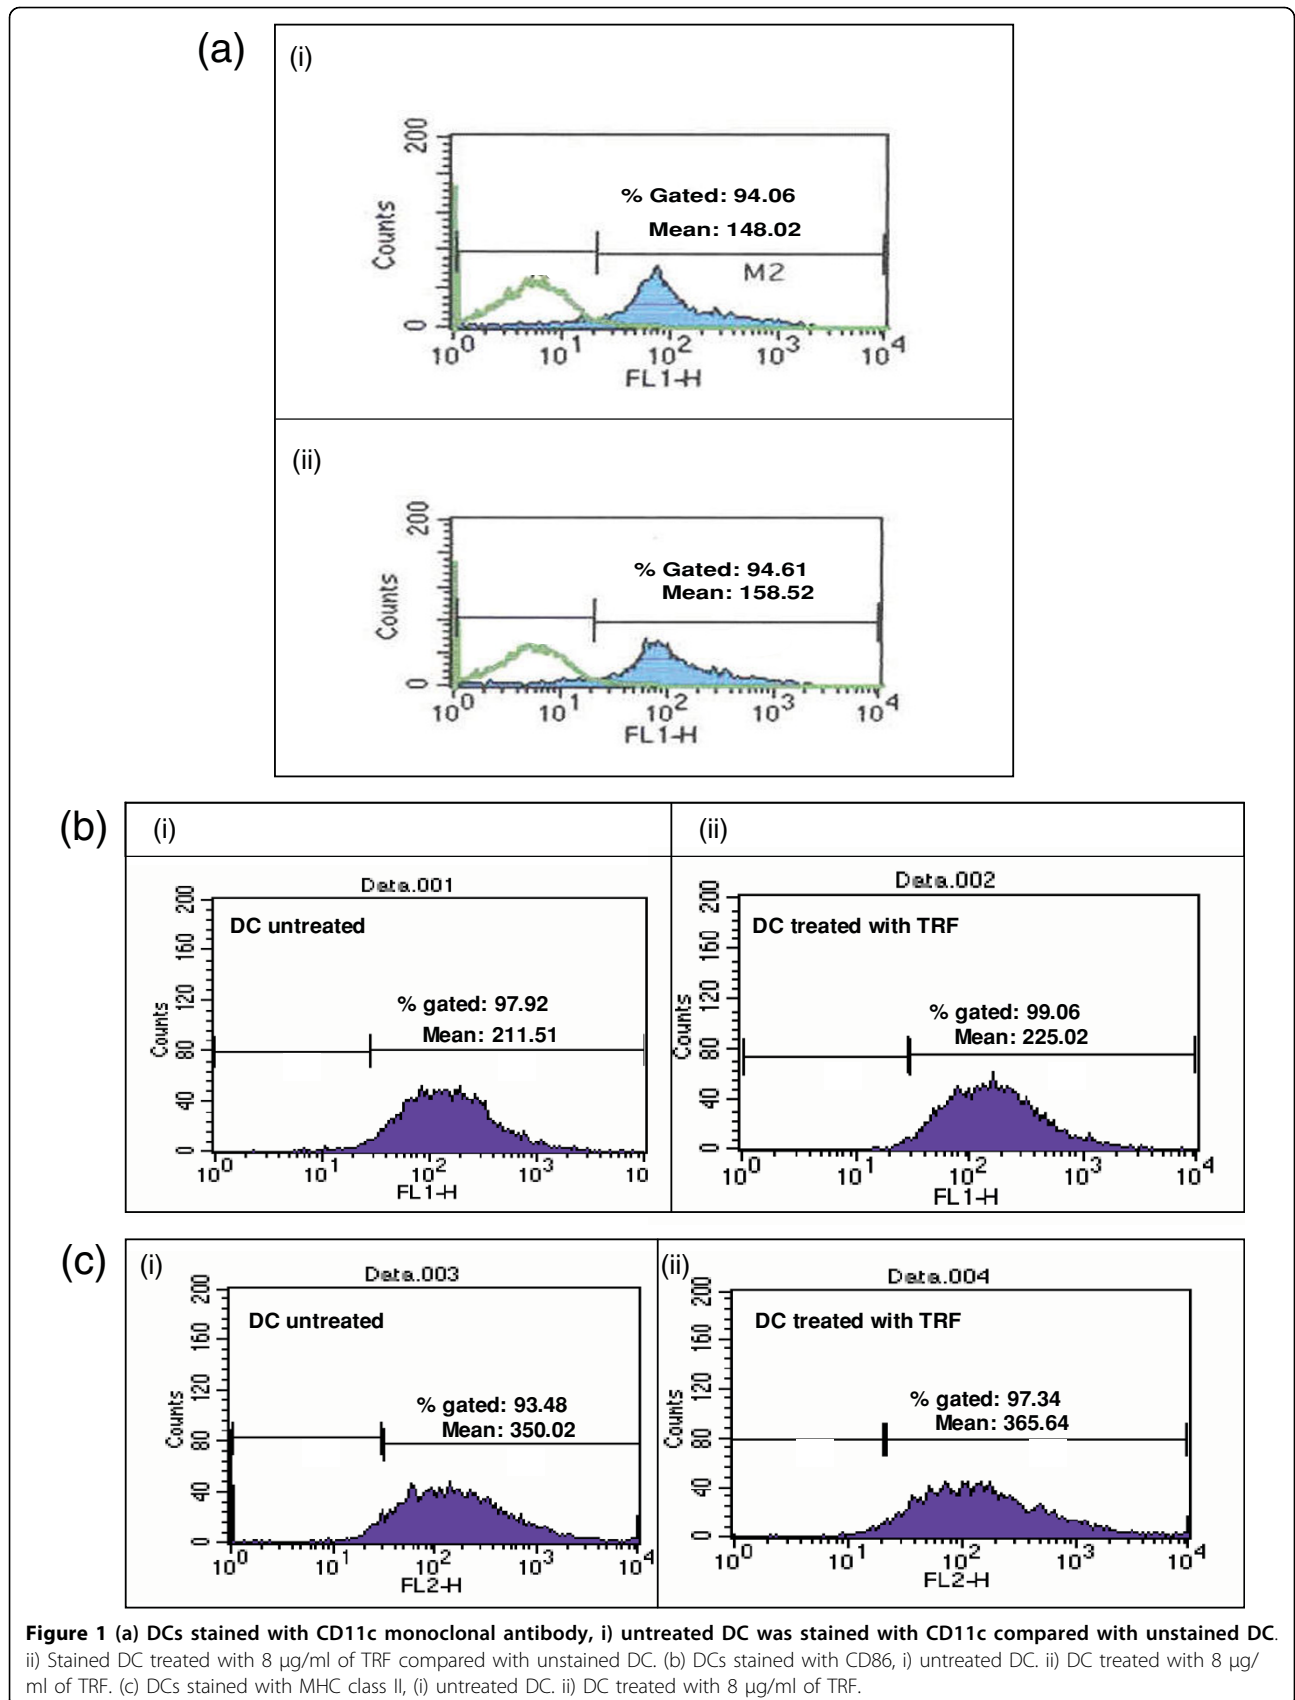 (a)
(i)
200
Counts
0
% Gated: 94.06
Mean: 148.02
M2
10^0 10^1 10^2 10^3 10^4
FL1-H
(ii)
200
Counts
0
% Gated: 94.61
Mean: 158.52
10^0 10^1 10^2 10^3 10^4
FL1-H
(b)
(i)
Data.001
DC untreated
% gated: 97.92
Mean: 211.51
200
160
120
80
40
0
Counts
10^0 10^1 10^2 10^3 10
FL1-H
(ii)
Data.002
DC treated with TRF
% gated: 99.06
Mean: 225.02
200
160
120
80
40
0
Counts
10^0 10^1 10^2 10^3 10^4
FL1-H
(c)
(i)
Data.003
DC untreated
% gated: 93.48
Mean: 350.02
200
160
120
80
40
0
Counts
10^0 10^1 10^2 10^3 10^4
FL2-H
(ii)
Data.004
DC treated with TRF
% gated: 97.34
Mean: 365.64
200
160
120
80
40
0
Counts
10^0 10^1 10^2 10^3 10^4
FL2-H
Figure 1 (a) DCs stained with CD11c monoclonal antibody, i) untreated DC was stained with CD11c compared with unstained DC.
ii) Stained DC treated with 8 μg/ml of TRF compared with unstained DC. (b) DCs stained with CD86, i) untreated DC. ii) DC treated with 8 μg/
ml of TRF. (c) DCs stained with MHC class II, (i) untreated DC. ii) DC treated with 8 μg/ml of TRF.